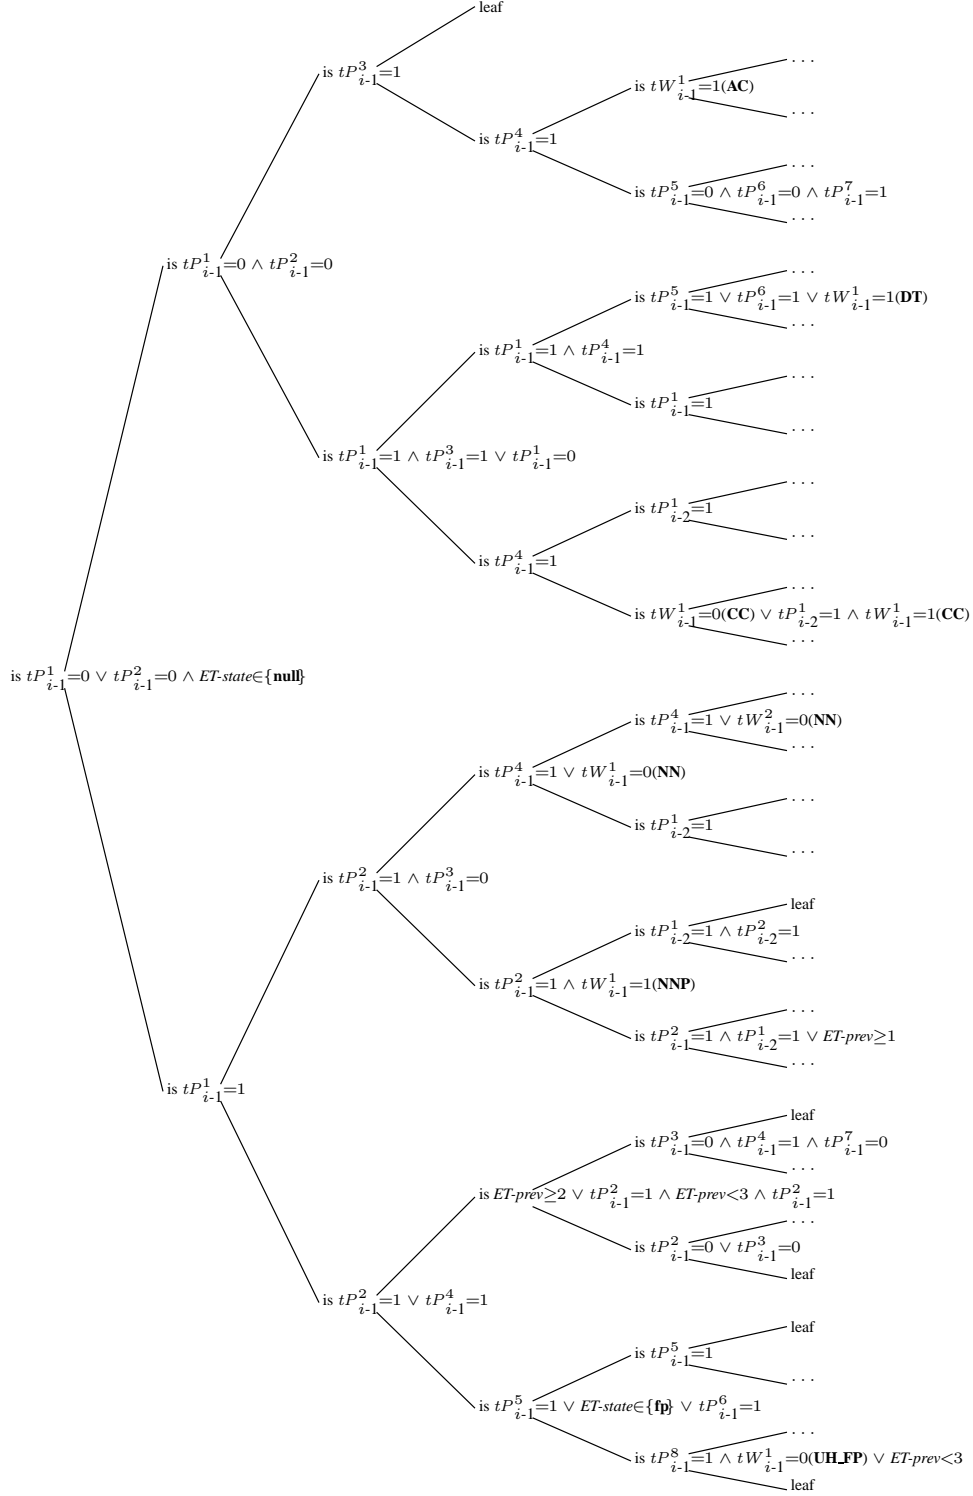 leaf
is tP^3_{i-1}=1
. . .
is tW^1_{i-1}=1(AC)
. . .
is tP^4_{i-1}=1
. . .
is tP^5_{i-1}=0 ∧ tP^6_{i-1}=0 ∧ tP^7_{i-1}=1
. . .
is tP^1_{i-1}=0 ∧ tP^2_{i-1}=0
. . .
is tP^5_{i-1}=1 ∨ tP^6_{i-1}=1 ∨ tW^1_{i-1}=1(DT)
. . .
is tP^1_{i-1}=1 ∧ tP^4_{i-1}=1
. . .
is tP^1_{i-1}=1
. . .
is tP^1_{i-1}=1 ∧ tP^3_{i-1}=1 ∨ tP^1_{i-1}=0
. . .
is tP^1_{i-2}=1
. . .
is tP^4_{i-1}=1
. . .
is tW^1_{i-1}=0(CC) ∨ tP^1_{i-2}=1 ∧ tW^1_{i-1}=1(CC)
. . .
is tP^1_{i-1}=0 ∨ tP^2_{i-1}=0 ∧ ET-state∈{null}
. . .
is tP^4_{i-1}=1 ∨ tW^2_{i-1}=0(NN)
. . .
is tP^4_{i-1}=1 ∨ tW^1_{i-1}=0(NN)
. . .
is tP^1_{i-2}=1
. . .
is tP^2_{i-1}=1 ∧ tP^3_{i-1}=0
leaf
is tP^1_{i-2}=1 ∧ tP^2_{i-2}=1
. . .
is tP^2_{i-1}=1 ∧ tW^1_{i-1}=1(NNP)
. . .
is tP^2_{i-1}=1 ∧ tP^1_{i-2}=1 ∨ ET-prev≥1
. . .
is tP^1_{i-1}=1
leaf
is tP^3_{i-1}=0 ∧ tP^4_{i-1}=1 ∧ tP^7_{i-1}=0
. . .
is ET-prev≥2 ∨ tP^2_{i-1}=1 ∧ ET-prev<3 ∧ tP^2_{i-1}=1
. . .
is tP^2_{i-1}=0 ∨ tP^3_{i-1}=0
leaf
is tP^2_{i-1}=1 ∨ tP^4_{i-1}=1
leaf
is tP^5_{i-1}=1
. . .
is tP^5_{i-1}=1 ∨ ET-state∈{fp} ∨ tP^6_{i-1}=1
. . .
is tP^8_{i-1}=1 ∧ tW^1_{i-1}=0(UH_FP) ∨ ET-prev<3
leaf